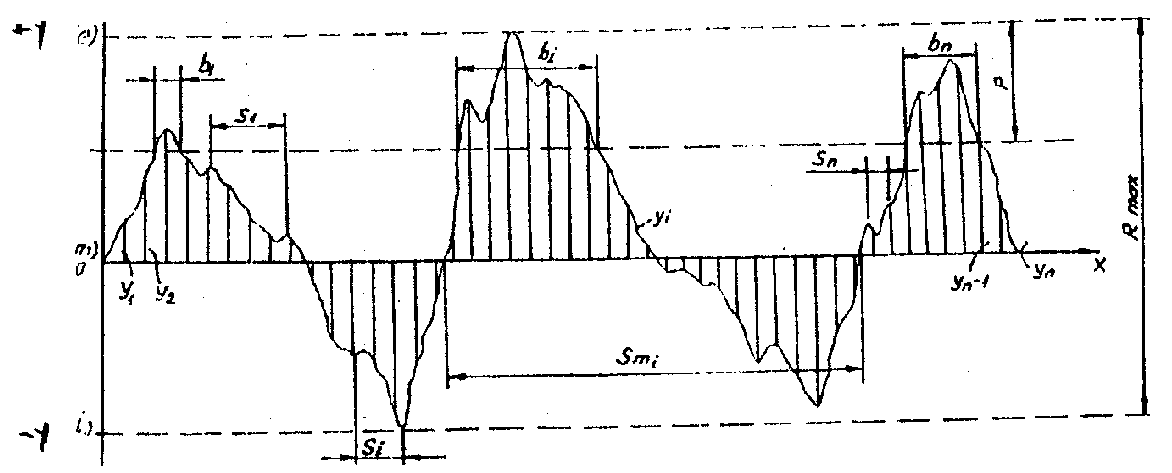 +Y
e)
b₁
bᵢ
bₙ
P
S₁
Sₙ
R max
m)
0
y₁
y₂
yᵢ
yₙ₋₁
yₙ
x
Smᵢ
-Y
i)
Sᵢ